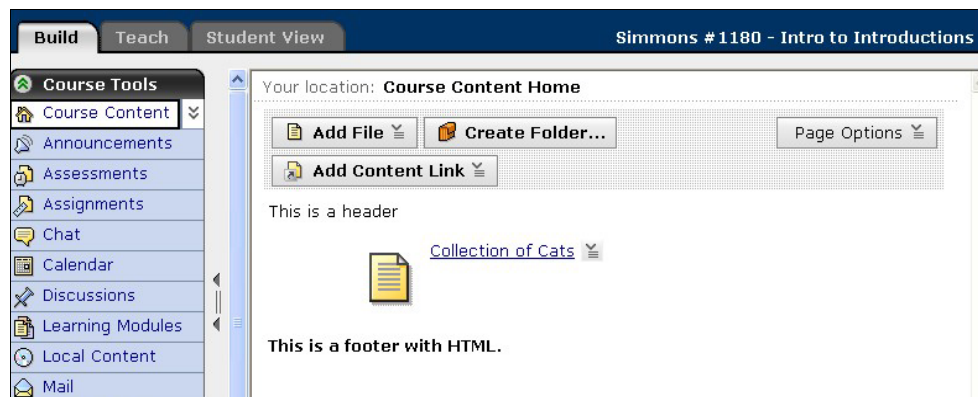 Build Teach Student View Simmons #1180 - Intro to Introductions
Course Tools
Course Content
Announcements
Assessments
Assignments
Chat
Calendar
Discussions
Learning Modules
Local Content
Mail
Your location: Course Content Home
Add File Create Folder... Page Options
Add Content Link
This is a header
Collection of Cats
This is a footer with HTML.